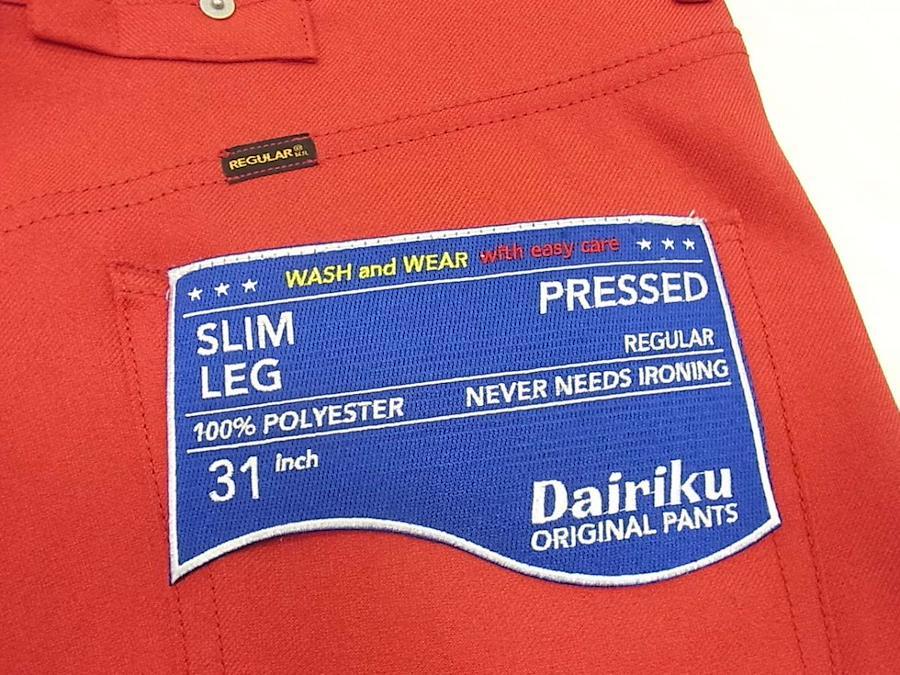 REGULAR
★ ★ ★ WASH and WEAR with easy care ★ ★ ★
SLIM
LEG
PRESSED
REGULAR
100% POLYESTER
NEVER NEEDS IRONING
31 Inch
Dairiku
ORIGINAL PANTS